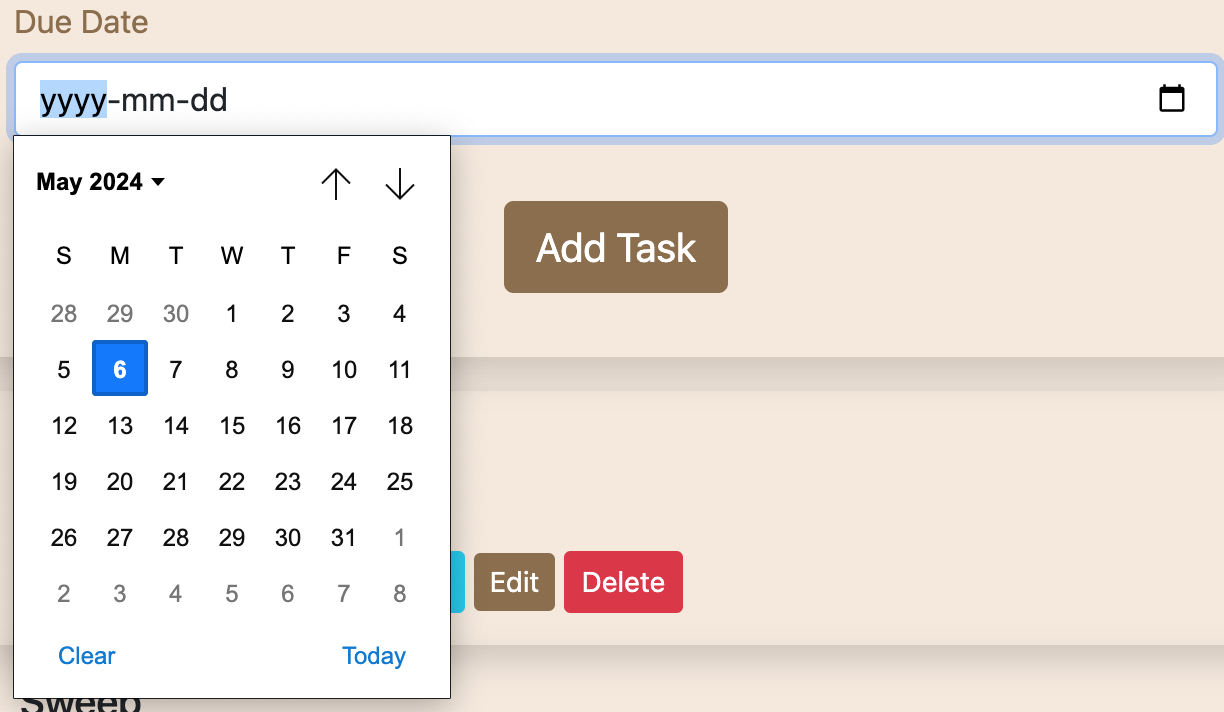 Due Date
yyyy-mm-dd
May 2024
S M T W T F S
28 29 30 1 2 3 4
5 6 7 8 9 10 11
12 13 14 15 16 17 18
19 20 21 22 23 24 25
26 27 28 29 30 31 1
2 3 4 5 6 7 8
Clear Today
Add Task
Edit Delete
Sweep